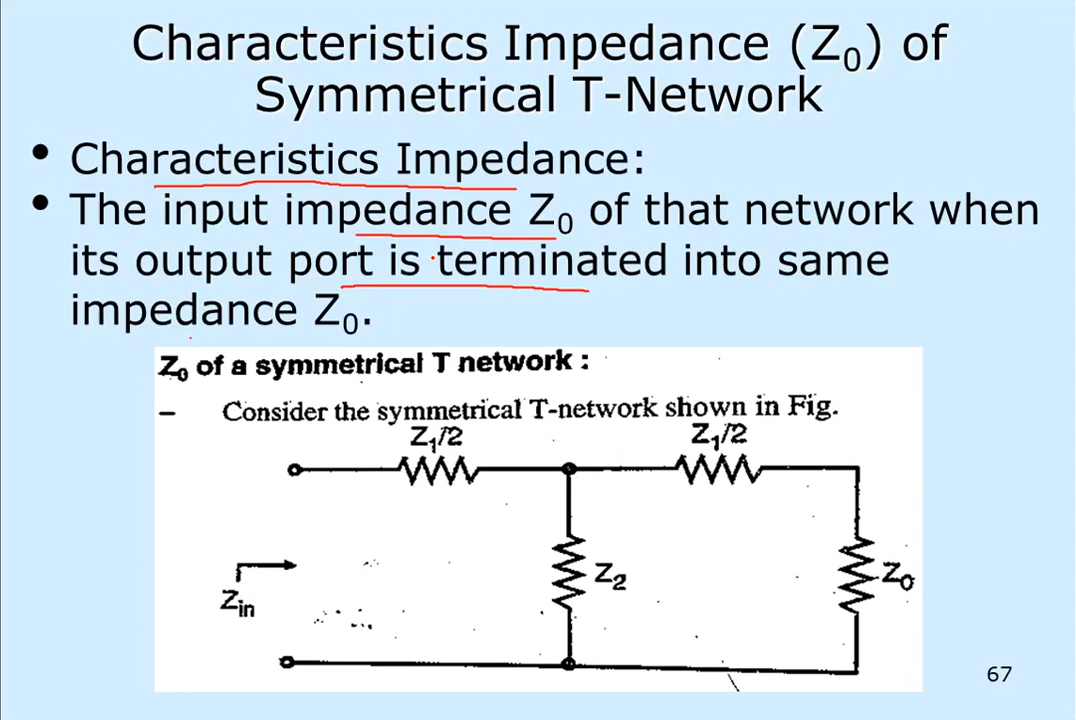 Characteristics Impedance (Z₀) of
Symmetrical T-Network
• Characteristics Impedance:
• The input impedance Z₀ of that network when
its output port is terminated into same
impedance Z₀.
Z₀ of a symmetrical T network :
– Consider the symmetrical T-network shown in Fig.
Z₁/2 Z₁/2
Z₂ Z₀
Zin
67